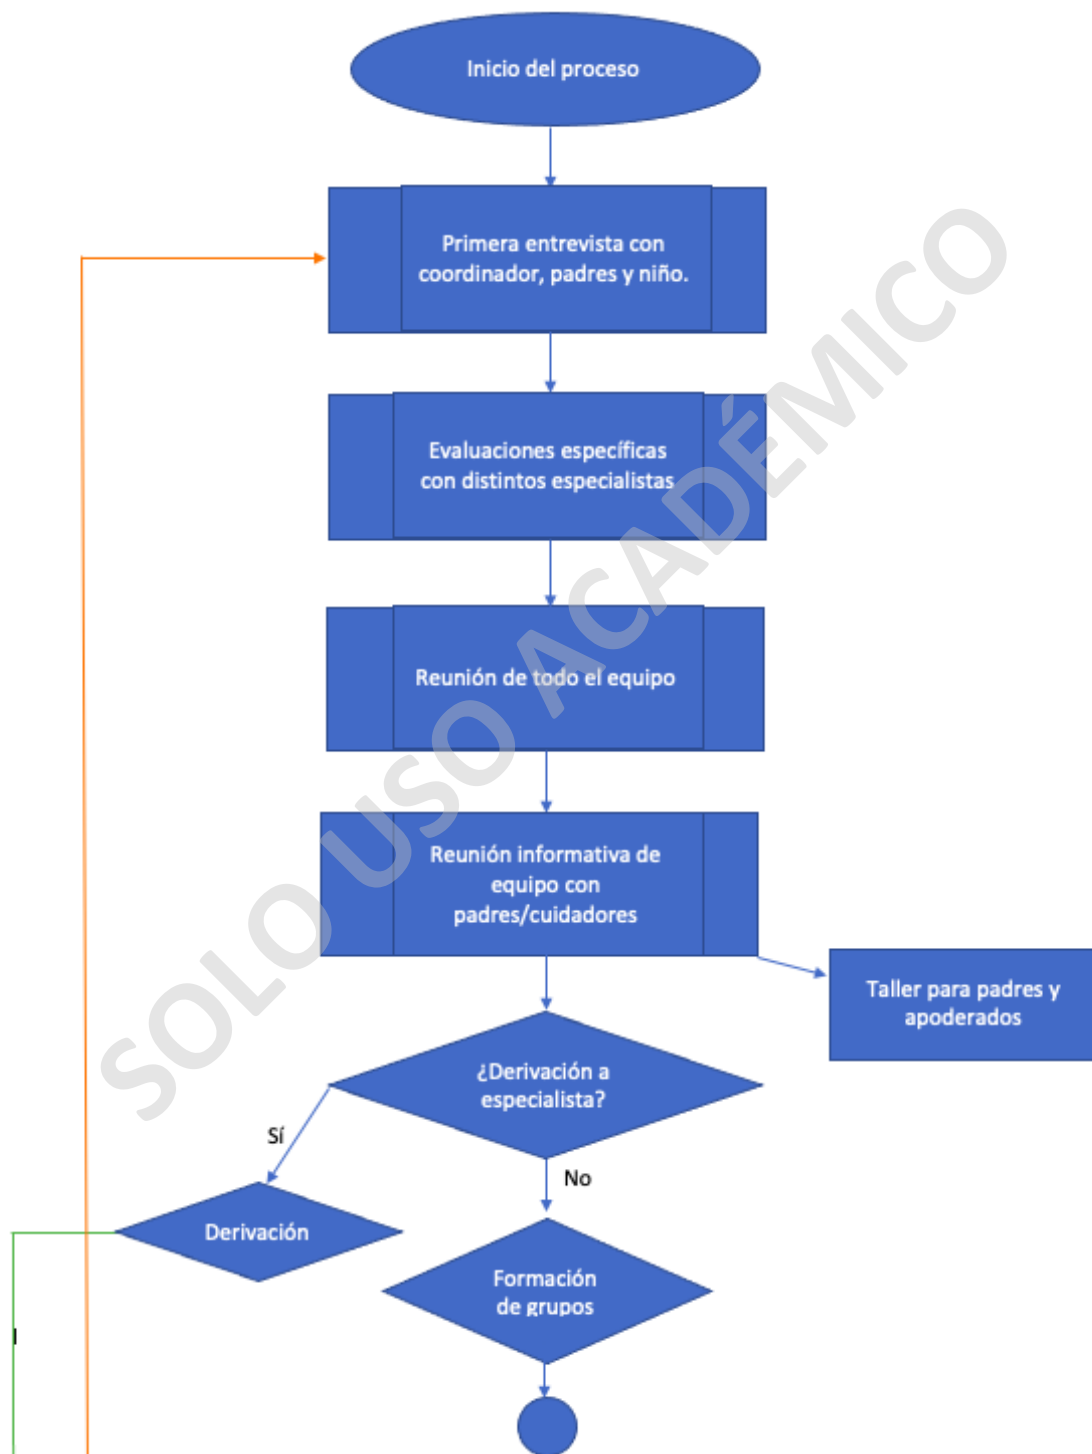 Inicio del proceso
Primera entrevista con
coordinador, padres y niño.
Evaluaciones específicas
con distintos especialistas
Reunión de todo el equipo
Reunión informativa de
equipo con
padres/cuidadores
Taller para padres y
apoderados
¿Derivación a
especialista?
Sí
No
Derivación
Formación
de grupos
SOLO USO ACADÉMICO